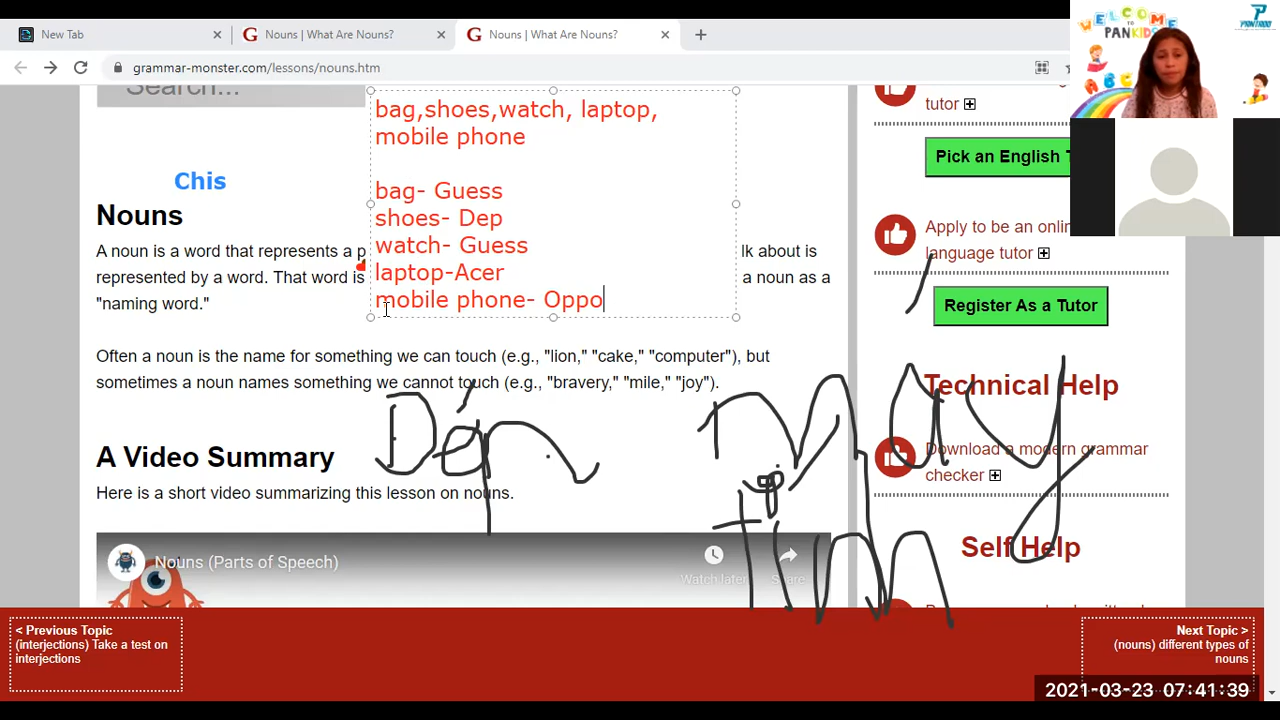 New Tab
Nouns | What Are Nouns?
Nouns | What Are Nouns?
grammar-monster.com/lessons/nouns.htm
WELCOME
TO
PANKIDS
ABC
Search...
bag,shoes,watch, laptop,
mobile phone
bag- Guess
shoes- Dep
watch- Guess
laptop-Acer
mobile phone- Oppo
Chis
Nouns
A noun is a word that represents a p
lk about is
represented by a word. That word is
a noun as a
"naming word."
Often a noun is the name for something we can touch (e.g., "lion," "cake," "computer"), but
sometimes a noun names something we cannot touch (e.g., "bravery," "mile," "joy").
Dép
máy
tính
A Video Summary
Here is a short video summarizing this lesson on nouns.
Nouns (Parts of Speech)
Watch later
Share
tutor
Pick an English T
Apply to be an onl
language tutor
Register As a Tutor
Technical Help
Download a modern grammar
checker
Self Help
< Previous Topic
(interjections) Take a test on
interjections
Next Topic >
(nouns) different types of
nouns
2021-03-23 07:41:39